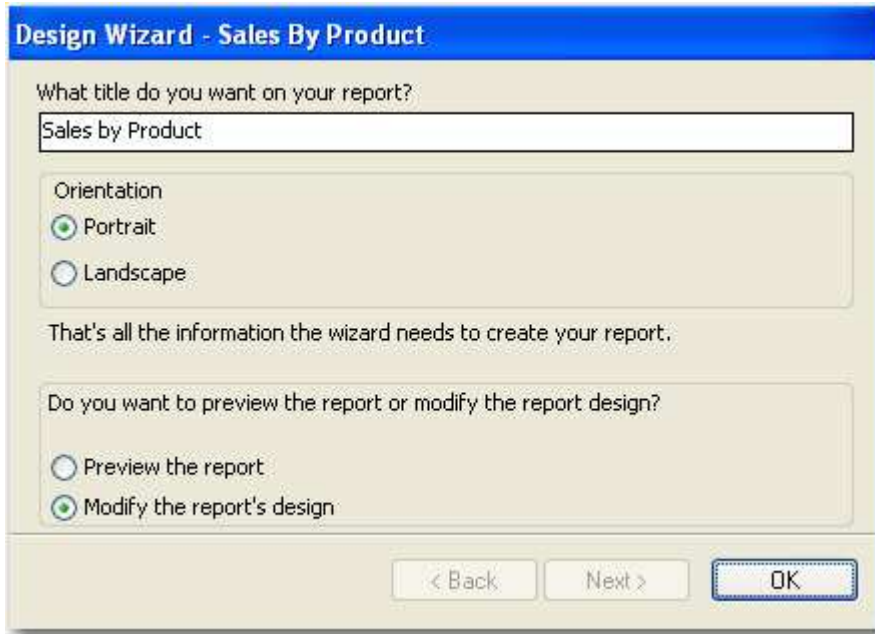 Design Wizard - Sales By Product
What title do you want on your report?
Sales by Product
Orientation
Portrait
Landscape
That's all the information the wizard needs to create your report.
Do you want to preview the report or modify the report design?
Preview the report
Modify the report's design
< Back Next > OK